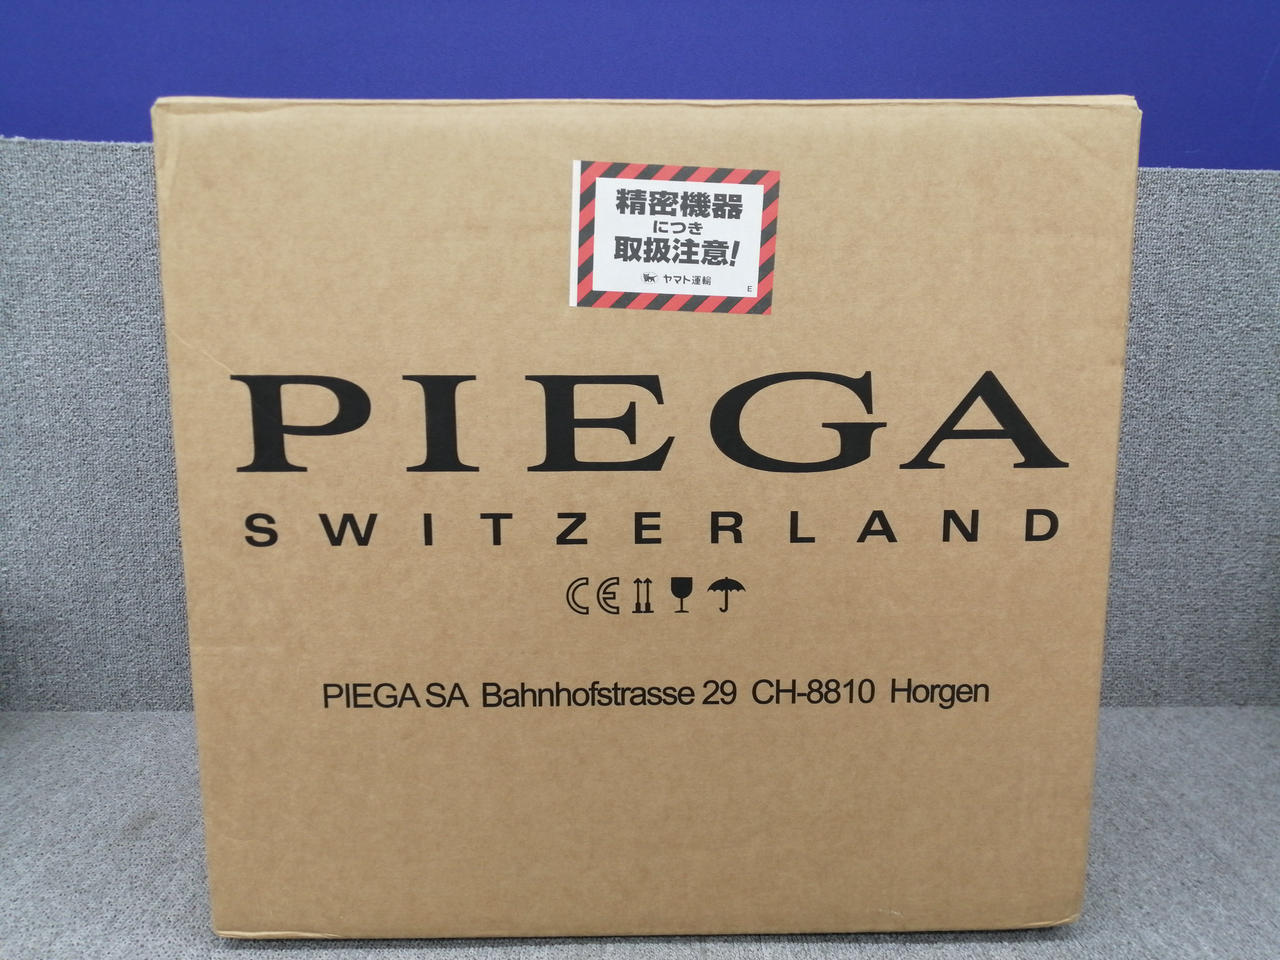 精密機器
につき
取扱注意!
ヤマト運輸
E
PIEGA
SWITZERLAND
CE
PIEGA SA Bahnhofstrasse 29 CH-8810 Horgen